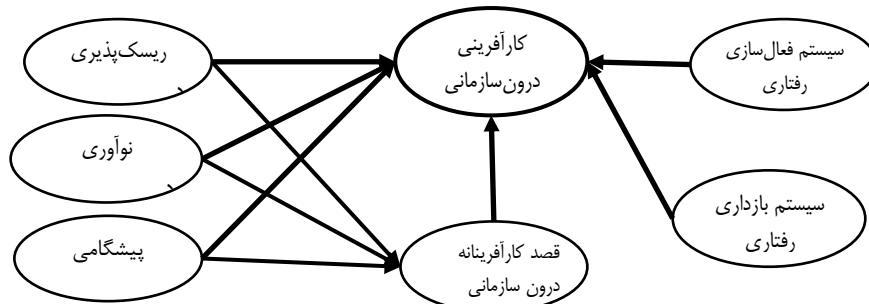 ریسک‌پذیری
نوآوری
پیشگامی
کارآفرینی
درون‌سازمانی
قصد کارآفرینانه
درون سازمانی
سیستم فعال‌سازی
رفتاری
سیستم بازداری
رفتاری